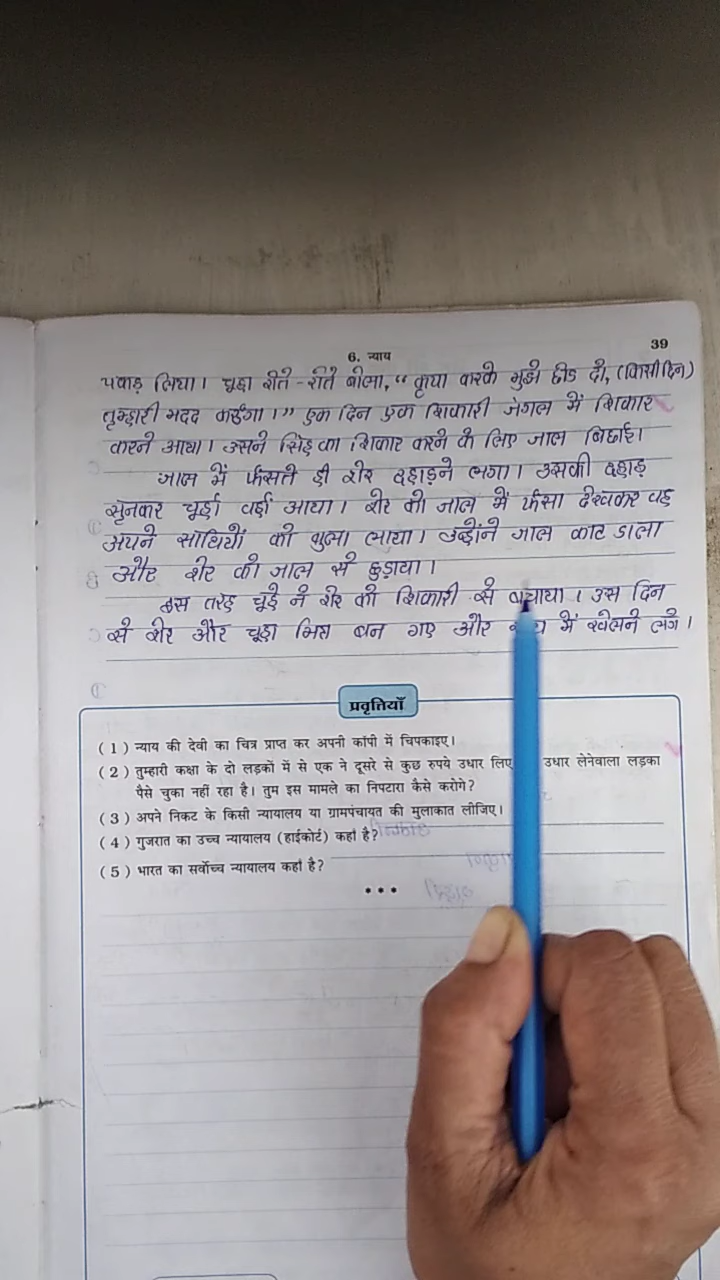 6. न्याय
39
पकड़ लिया। चूहा रोते-रोते बोला, "कृपा करके मुझे छोड दो, (किसी दिन)
तुम्हारी मदद करूँगा।" एक दिन एक शिकारी जंगल में शिकार
करने आया। उसने सिंह का शिकार करने के लिए जाल बिछाई।
जाल में फँसते ही शेर दहाड़ने लगा। उसकी दहाड़
सुनकर चूहा वहाँ आया। शेर को जाल में फँसा देखकर वह
अपने साथियों को बुला लाया। उन्होंने जाल काट डाला
और शेर को जाल से छुड़ाया।
इस तरह चूहे ने शेर को शिकारी से बचाया। उस दिन
से शेर और चूहा मित्र बन गए और में खेलने लगे।
प्रवृत्तियाँ
(1) न्याय की देवी का चित्र प्राप्त कर अपनी कॉपी में चिपकाइए।
(2) तुम्हारी कक्षा के दो लड़कों में से एक ने दूसरे से कुछ रुपये उधार लिए उधार लेनेवाला लड़का
पैसे चुका नहीं रहा है। तुम इस मामले का निपटारा कैसे करोगे?
(3) अपने निकट के किसी न्यायालय या ग्रामपंचायत की मुलाकात लीजिए।
(4) गुजरात का उच्च न्यायालय (हाईकोर्ट) कहाँ है?
(5) भारत का सर्वोच्च न्यायालय कहाँ है?